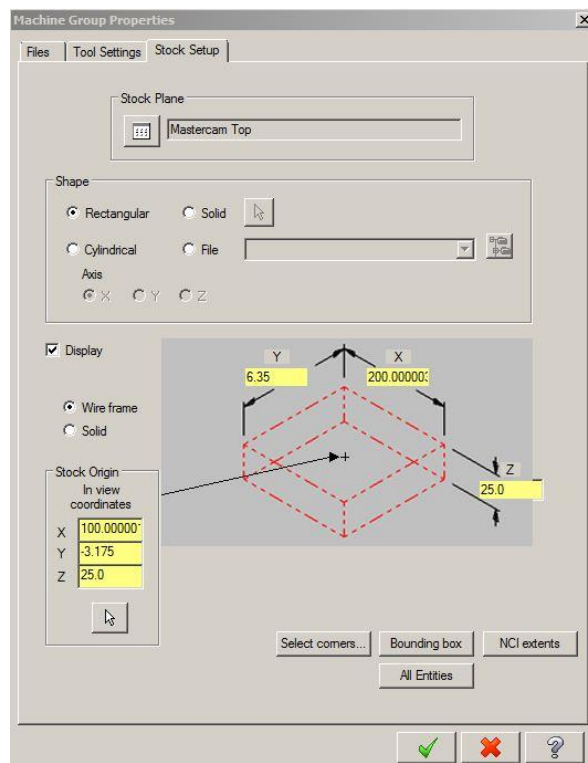 Machine Group Properties
Files Tool Settings Stock Setup
Stock Plane
Mastercam Top
Shape
Rectangular Solid
Cylindrical File
Axis
X Y Z
Display
Y X
6.35 200.000003
Wire frame
Solid
Z
25.0
Stock Origin
In view
coordinates
X 100.00000
Y -3.175
Z 25.0
Select corners... Bounding box NCI extents
All Entities